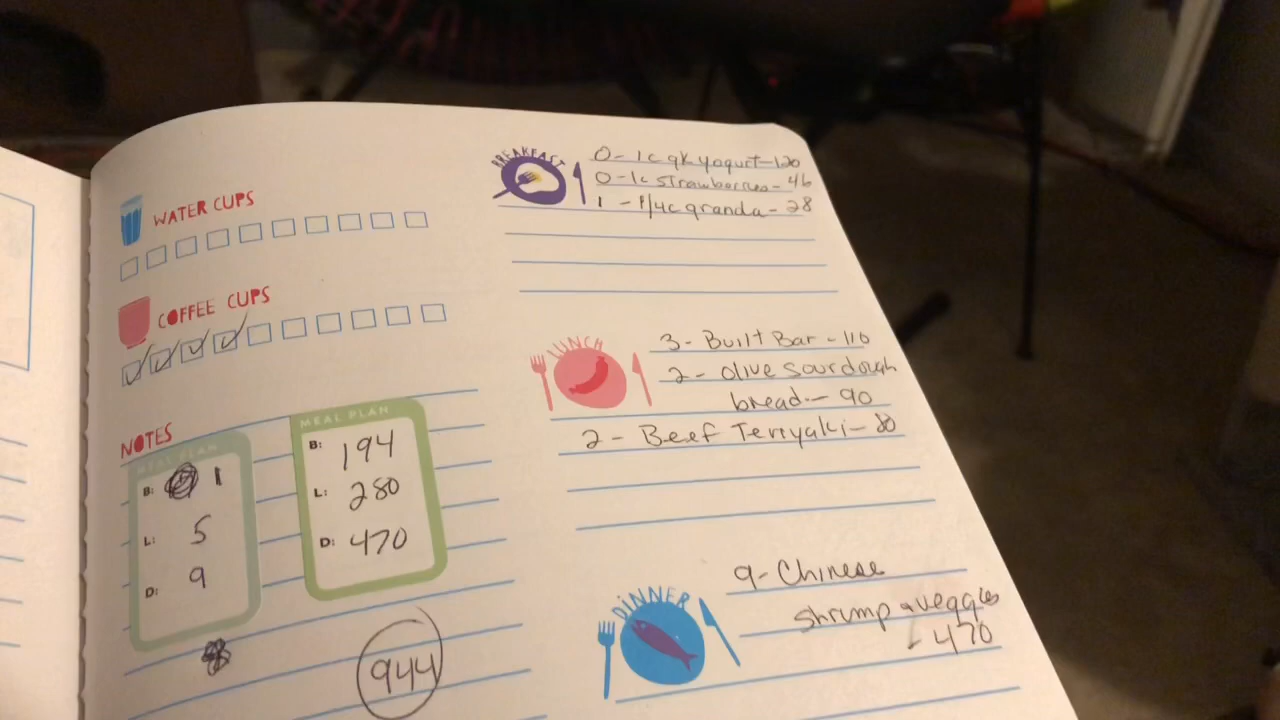 WATER CUPS
COFFEE CUPS
NOTES
MEAL PLAN
B: 1
L: 5
D: 9
MEAL PLAN
B: 194
L: 280
D: 470
944
BREAKFAST
0-1c gk yogurt-120
0-1c strawberries-46
1 - 1/4c granola-28
LUNCH
3- Built Bar - 110
2- olive sourdough
bread - 90
2- Beef Teriyaki- 80
DINNER
9- Chinese
shrimp + veggies
- 470